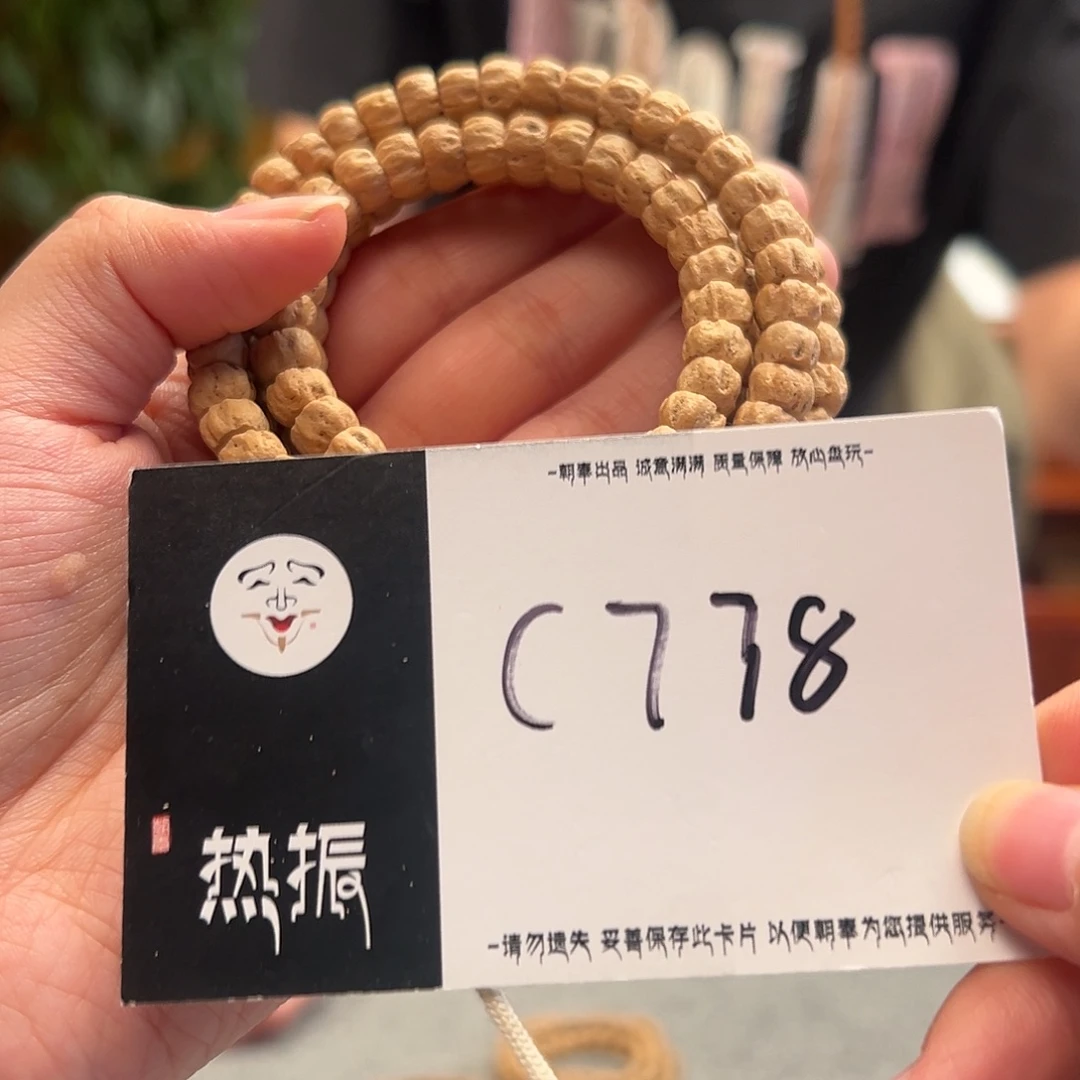 -朝奉出品 诚意满满 质量保障 放心盘玩-
C778
热振
-请勿遗失 妥善保存此卡片 以便朝奉为您提供服务-